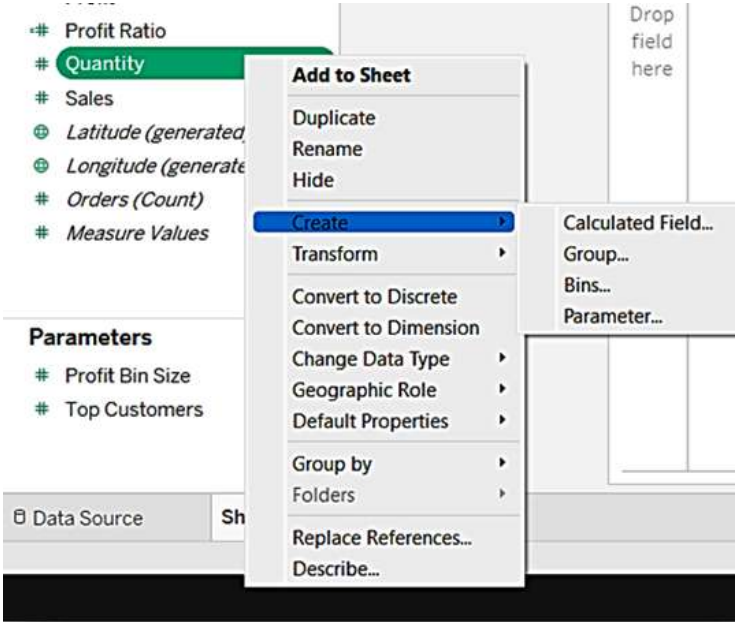 Profit Ratio
Quantity
Sales
Latitude (generated)
Longitude (generate
Orders (Count)
Measure Values
Parameters
Profit Bin Size
Top Customers
Data Source
Sh
Add to Sheet
Duplicate
Rename
Hide
Create
Transform
Convert to Discrete
Convert to Dimension
Change Data Type
Geographic Role
Default Properties
Group by
Folders
Replace References...
Describe...
Calculated Field...
Group...
Bins...
Parameter...
Drop
field
here